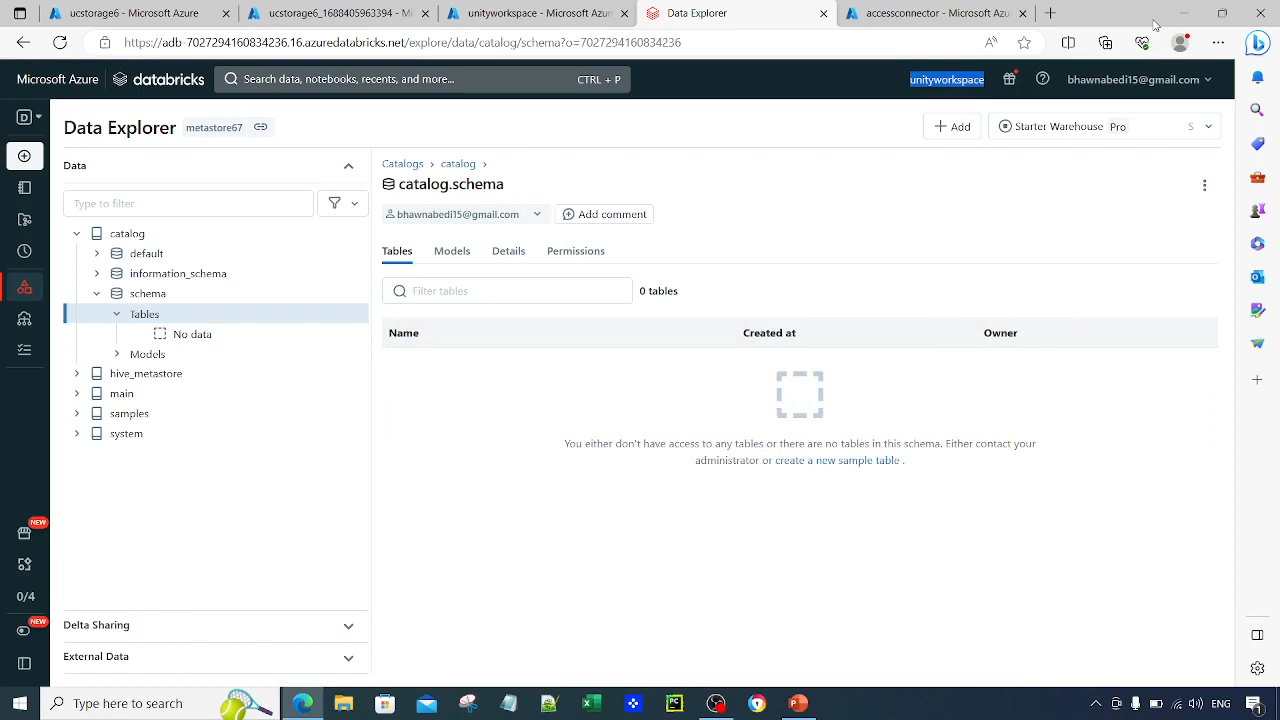 My Dashboard - Microsoft Azure
ucstorage6_1680840596394 - Mi
unityworkspace - Microsoft Azur
Data Explorer
accessconnector - Microsoft Azu
https://adb-7027294160834236.16.azuredatabricks.net/explore/data/catalog/schema?o=7027294160834236
Microsoft Azure
databricks
Search data, notebooks, recents, and more...
CTRL + P
unityworkspace
bhawnabedi15@gmail.com
D
Data Explorer
metastore67
Add
Starter Warehouse
Pro
S
Data
Type to filter
catalog
default
information_schema
schema
Tables
No data
Models
hive_metastore
main
samples
system
Delta Sharing
External Data
Catalogs › catalog ›
catalog.schema
bhawnabedi15@gmail.com
Add comment
Tables
Models
Details
Permissions
Filter tables
0 tables
Name
Created at
Owner
You either don't have access to any tables or there are no tables in this schema. Either contact your
administrator or create a new sample table .
NEW
0/4
NEW
Type here to search
PC
ENG